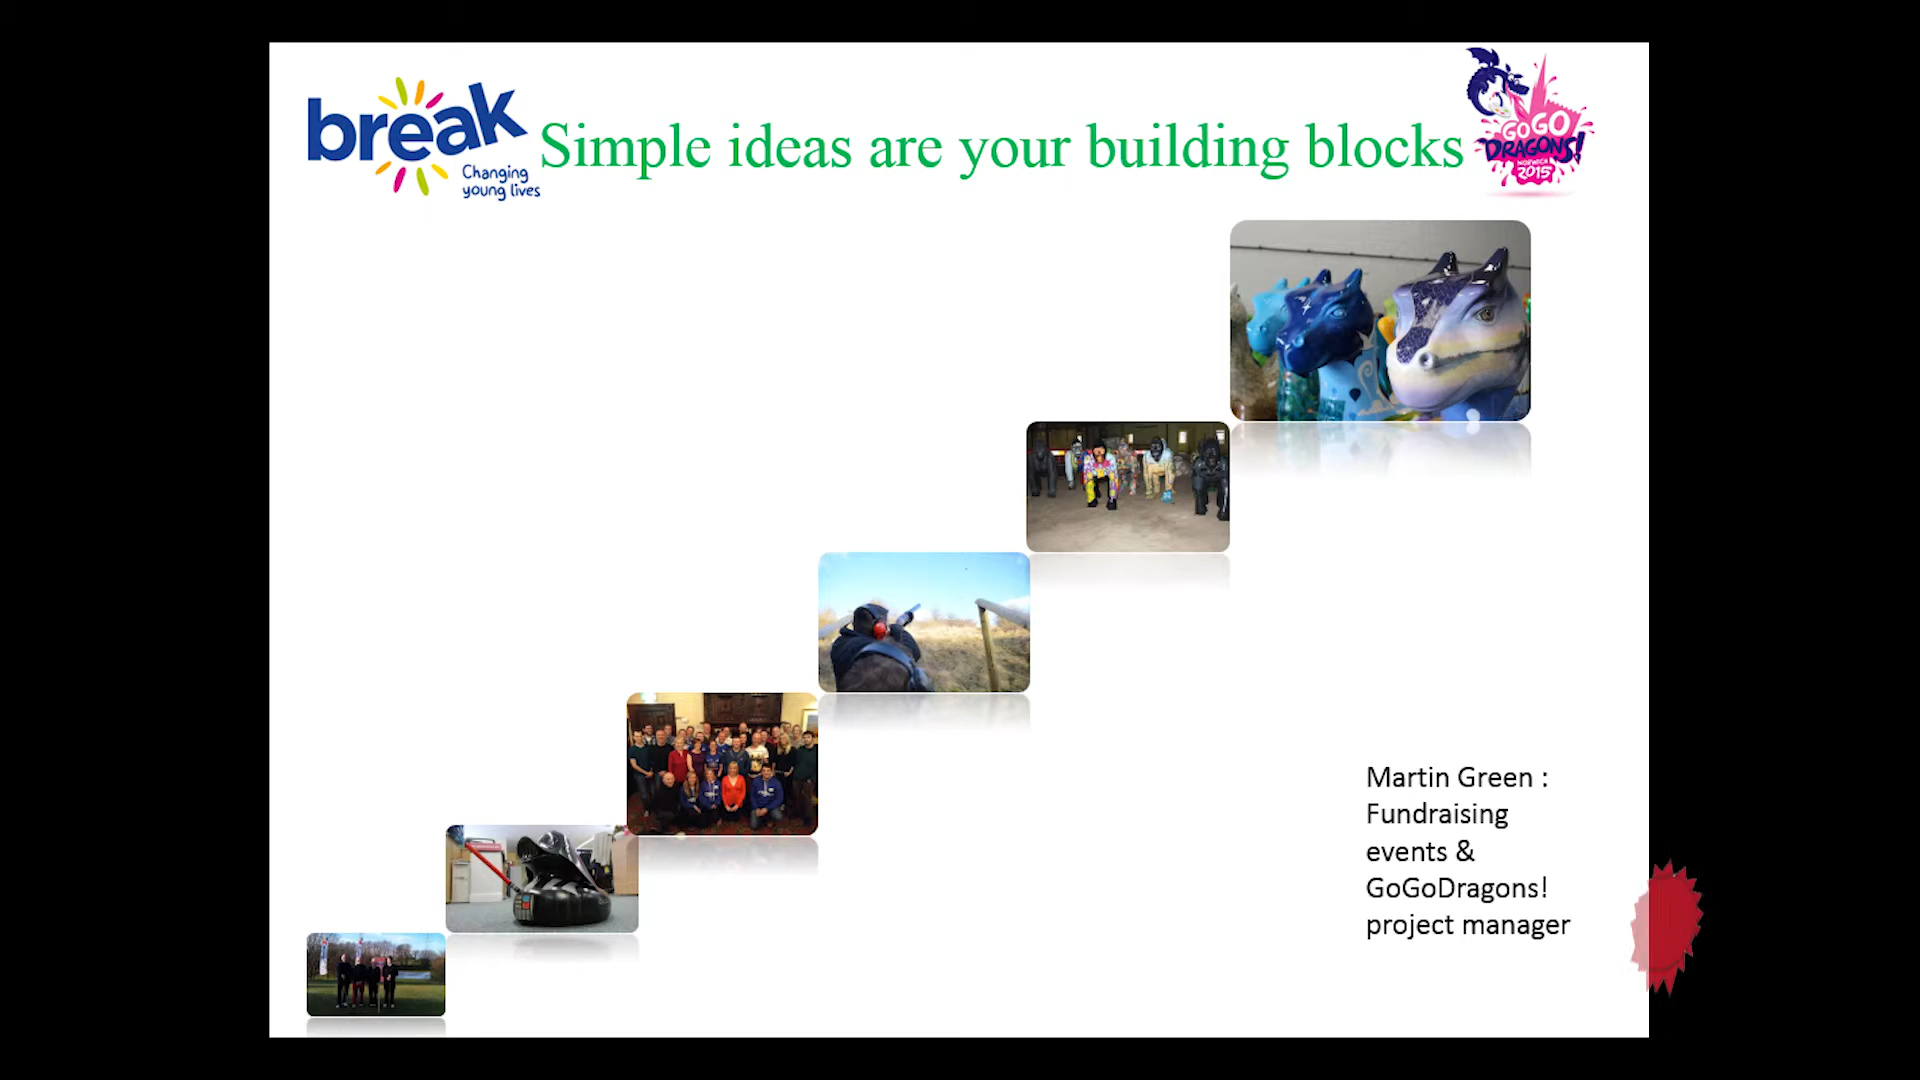 break
Changing
young lives
Simple ideas are your building blocks
GOGO
DRAGONS!
NORWICH
2015
Martin Green :
Fundraising
events &
GoGoDragons!
project manager